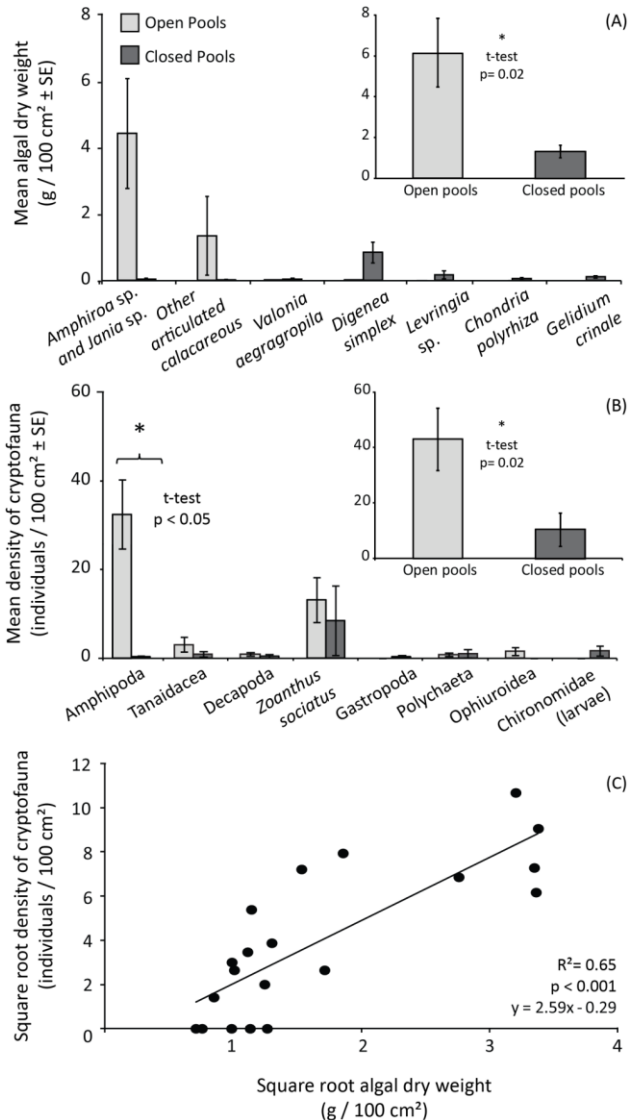 (A)
Open Pools
Closed Pools
Mean algal dry weight
(g / 100 cm² ± SE)
8
6
4
2
0
8
6
4
2
0
*
t-test
p= 0.02
Open pools
Closed pools
Amphiroa sp.
and Jania sp.
Other
articulated
calacareous
Valonia
aegragropila
Digenea
simplex
Levringia
sp.
Chondria
polyrhiza
Gelidium
crinale
(B)
Mean density of cryptofauna
(individuals / 100 cm² ± SE)
60
40
20
0
*
t-test
p < 0.05
60
40
20
0
*
t-test
p= 0.02
Open pools
Closed pools
Amphipoda
Tanaidacea
Decapoda
Zoanthus
sociatus
Gastropoda
Polychaeta
Ophiuroidea
Chironomidae
(larvae)
(C)
Square root density of cryptofauna
(individuals / 100 cm²)
12
10
8
6
4
2
0
R²= 0.65
p < 0.001
y = 2.59x - 0.29
1
2
3
4
Square root algal dry weight
(g / 100 cm²)